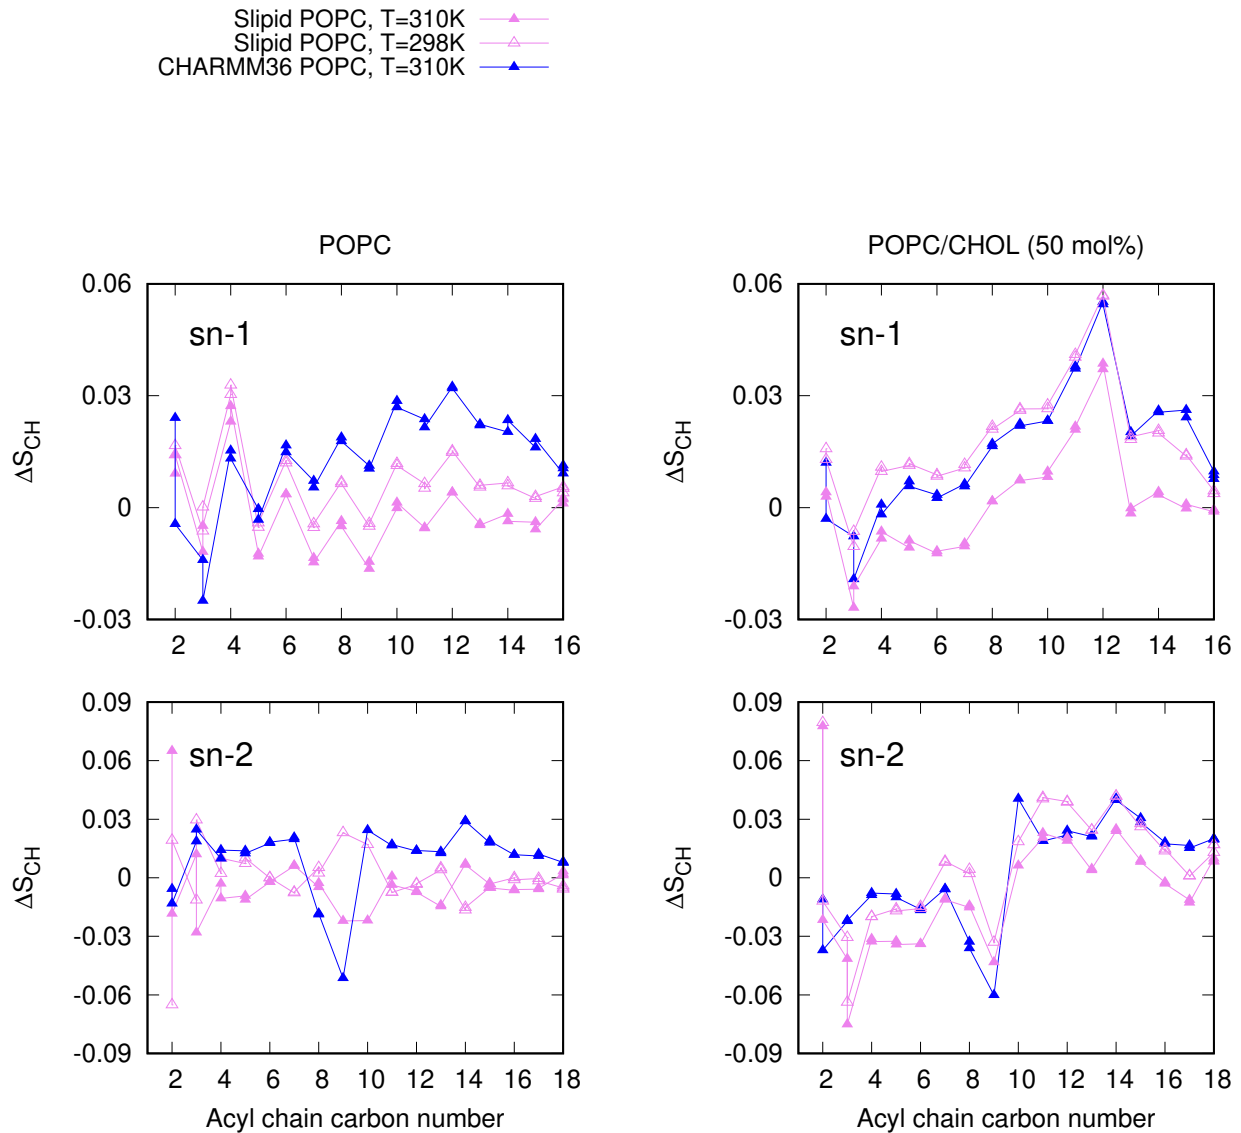 Slipid POPC, T=310K
Slipid POPC, T=298K
CHARMM36 POPC, T=310K
POPC
POPC/CHOL (50 mol%)
0.06
0.03
0
-0.03
ΔS_CH
sn-1
2 4 6 8 10 12 14 16
0.06
0.03
0
-0.03
ΔS_CH
sn-1
2 4 6 8 10 12 14 16
0.09
0.06
0.03
0
-0.03
-0.06
-0.09
ΔS_CH
sn-2
2 4 6 8 10 12 14 16 18
Acyl chain carbon number
0.09
0.06
0.03
0
-0.03
-0.06
-0.09
ΔS_CH
sn-2
2 4 6 8 10 12 14 16 18
Acyl chain carbon number